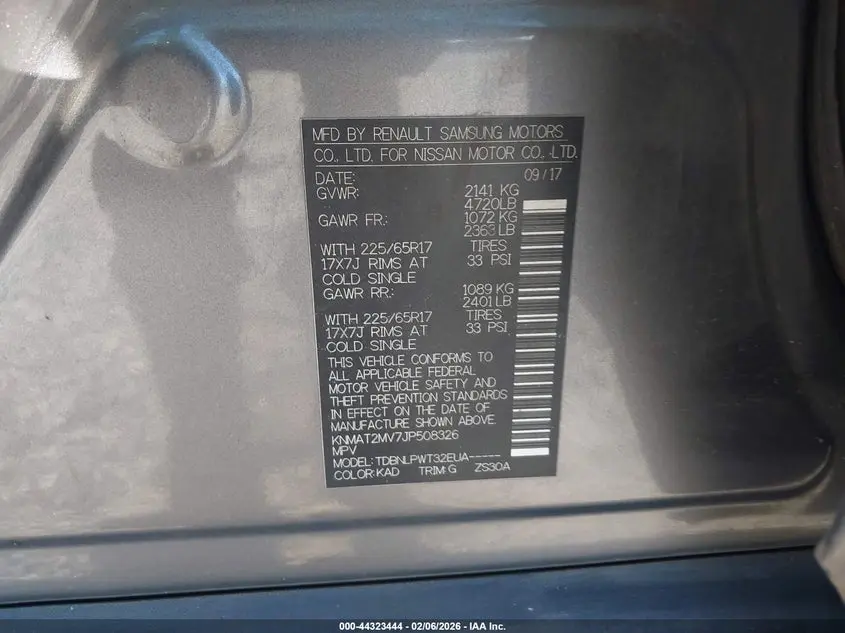 MFD BY RENAULT SAMSUNG MOTORS
CO., LTD. FOR NISSAN MOTOR CO., LTD.
DATE: 09/17
GVWR: 2141 KG
4720LB
GAWR FR.: 1072 KG
2363 LB
WITH 225/65R17 TIRES
17X7J RIMS AT 33 PSI
COLD SINGLE
GAWR RR.: 1089 KG
2401 LB
WITH 225/65R17 TIRES
17X7J RIMS AT 33 PSI
COLD SINGLE
THIS VEHICLE CONFORMS TO
ALL APPLICABLE FEDERAL
MOTOR VEHICLE SAFETY AND
THEFT PREVENTION STANDARDS
IN EFFECT ON THE DATE OF
MANUFACTURE SHOWN ABOVE.
KNMAT2MV7JP508326
MPV
MODEL: TDBNLPWT32EUA-----
COLOR: KAD TRIM: G ZS30A
000-44323444 - 02/06/2026 - IAA Inc.